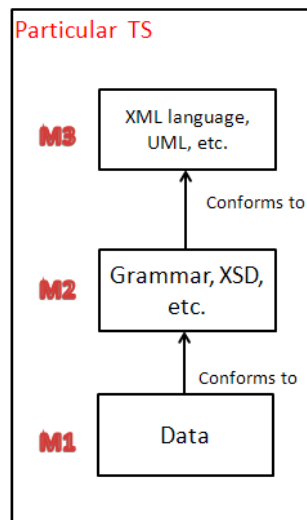 Particular TS
M3
XML language,
UML, etc.
Conforms to
M2
Grammar, XSD,
etc.
Conforms to
M1
Data